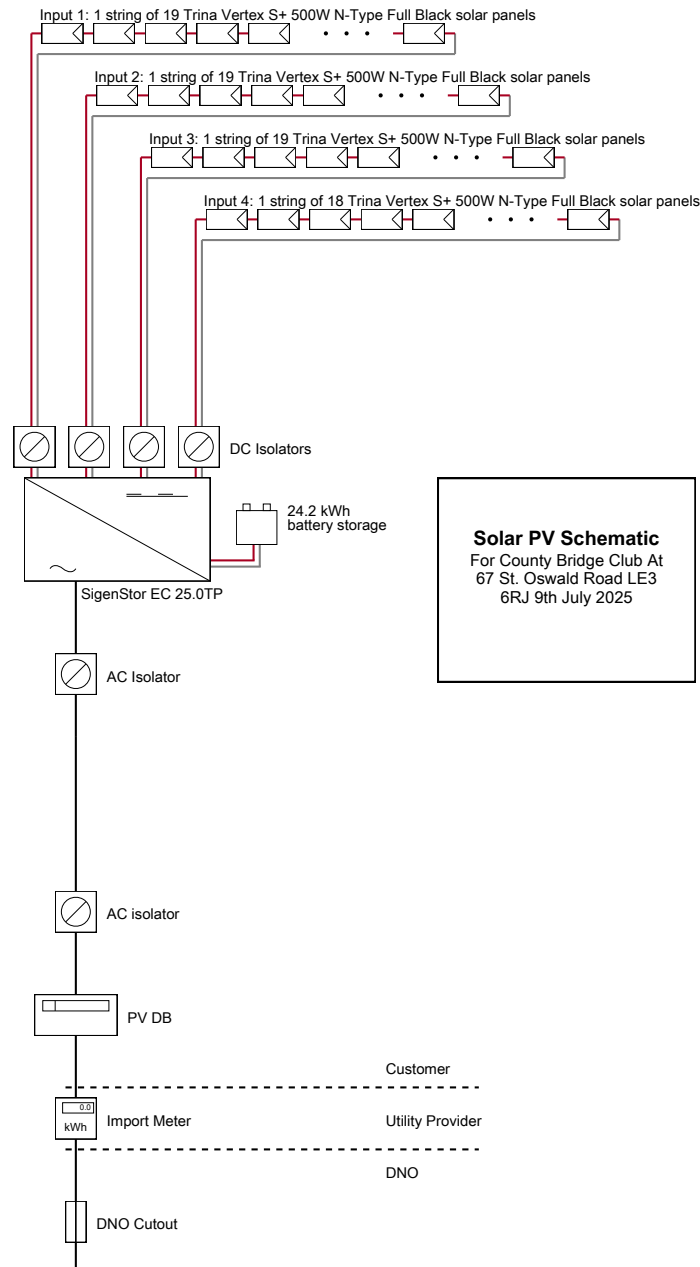 Input 1: 1 string of 19 Trina Vertex S+ 500W N-Type Full Black solar panels
Input 2: 1 string of 19 Trina Vertex S+ 500W N-Type Full Black solar panels
Input 3: 1 string of 19 Trina Vertex S+ 500W N-Type Full Black solar panels
Input 4: 1 string of 18 Trina Vertex S+ 500W N-Type Full Black solar panels
DC Isolators
24.2 kWh
battery storage
SigenStor EC 25.0TP
Solar PV Schematic
For County Bridge Club At
67 St. Oswald Road LE3
6RJ 9th July 2025
AC Isolator
AC isolator
PV DB
Customer
0.0
kWh
Import Meter
Utility Provider
DNO
DNO Cutout